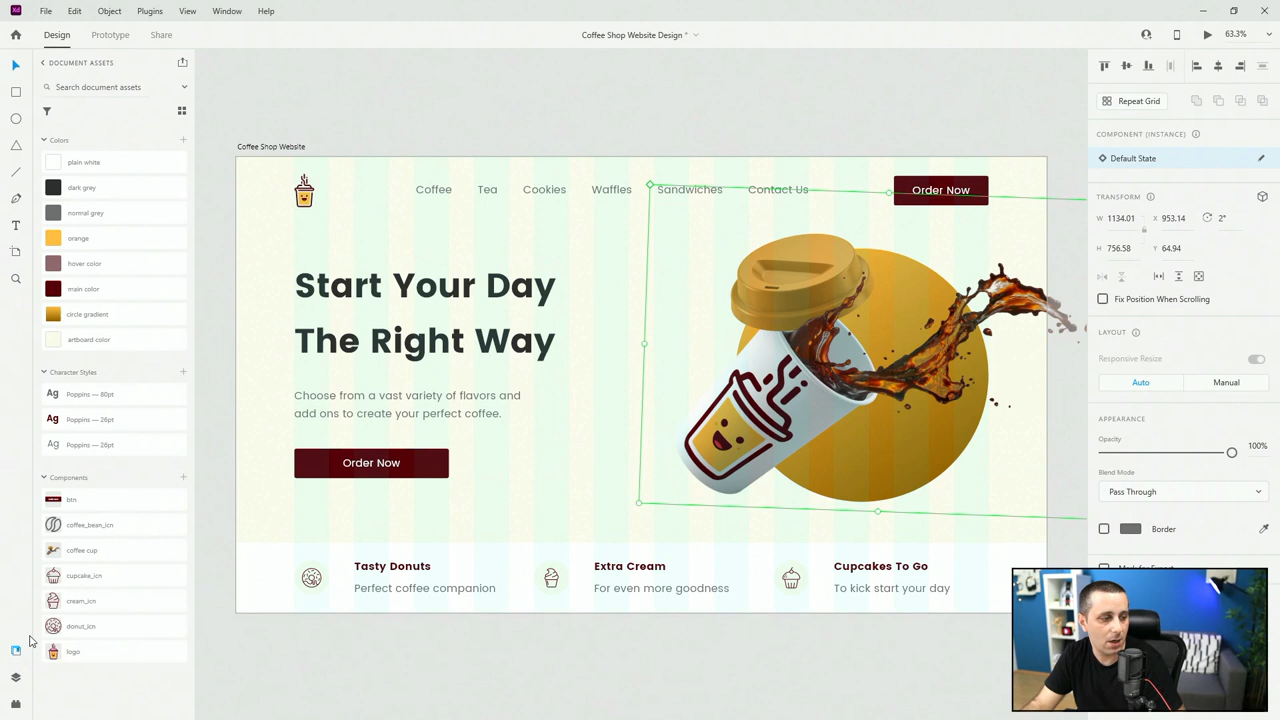 Xd File Edit Object Plugins View Window Help
Design Prototype Share
Coffee Shop Website Design *
63.3%
DOCUMENT ASSETS
Search document assets
Colors
plain white
dark grey
normal grey
orange
hover color
main color
circle gradient
artboard color
Character Styles
Ag Poppins — 80pt
Ag Poppins — 26pt
Ag Poppins — 26pt
Components
btn
coffee_bean_icn
coffee cup
cupcake_icn
cream_icn
donut_icn
logo
Coffee Shop Website
Coffee Tea Cookies Waffles Sandwiches Contact Us Order Now
Start Your Day
The Right Way
Choose from a vast variety of flavors and
add ons to create your perfect coffee.
Order Now
Tasty Donuts
Perfect coffee companion
Extra Cream
For even more goodness
Cupcakes To Go
To kick start your day
Repeat Grid
COMPONENT (INSTANCE)
Default State
TRANSFORM
W 1134.01 X 953.14 2°
H 756.58 Y 64.94
Fix Position When Scrolling
LAYOUT
Responsive Resize
Auto Manual
APPEARANCE
Opacity
100%
Blend Mode
Pass Through
Border